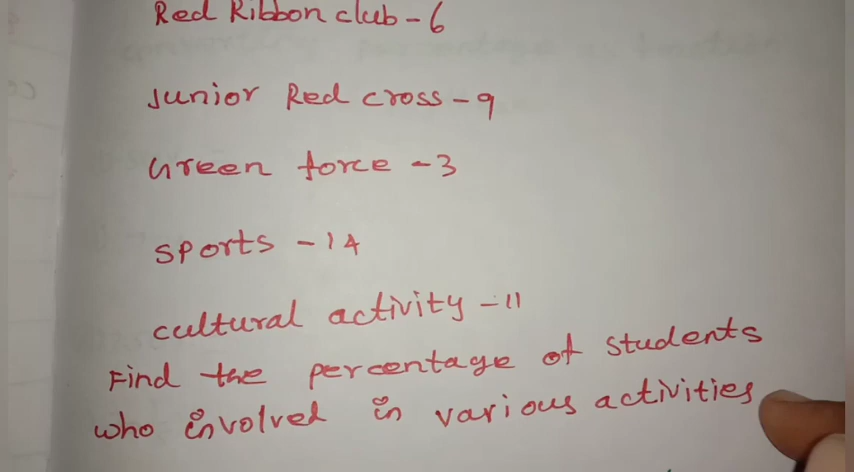 Red Ribbon club - 6
Junior Red cross - 9
Green force - 3
sports - 14
cultural activity - 11
Find the percentage of students
who involved in various activities